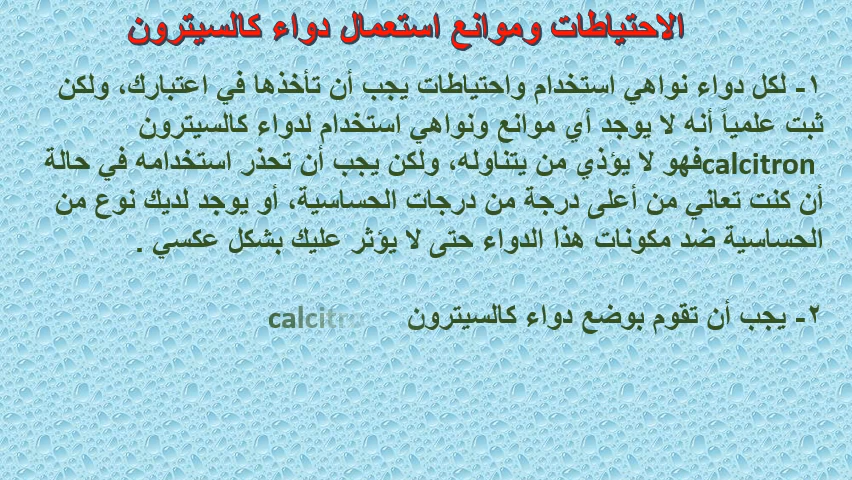 الاحتياطات وموانع استعمال دواء كالسيترون
١- لكل دواء نواهي استخدام واحتياطات يجب أن تأخذها في اعتبارك، ولكن
ثبت علمياً أنه لا يوجد أي موانع ونواهي استخدام لدواء كالسيترون
calcitronفهو لا يؤذي من يتناوله، ولكن يجب أن تحذر استخدامه في حالة
أن كنت تعاني من أعلى درجة من درجات الحساسية، أو يوجد لديك نوع من
الحساسية ضد مكونات هذا الدواء حتى لا يؤثر عليك بشكل عكسي .
٢- يجب أن تقوم بوضع دواء كالسيترون calcitr